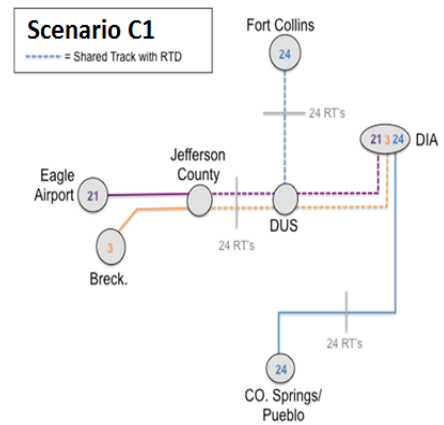 Scenario C1
= Shared Track with RTD
Fort Collins
24
24 RT's
21 3 24
DIA
Jefferson
County
Eagle
Airport
21
DUS
24 RT's
3
Breck.
24 RT's
24
CO. Springs/
Pueblo